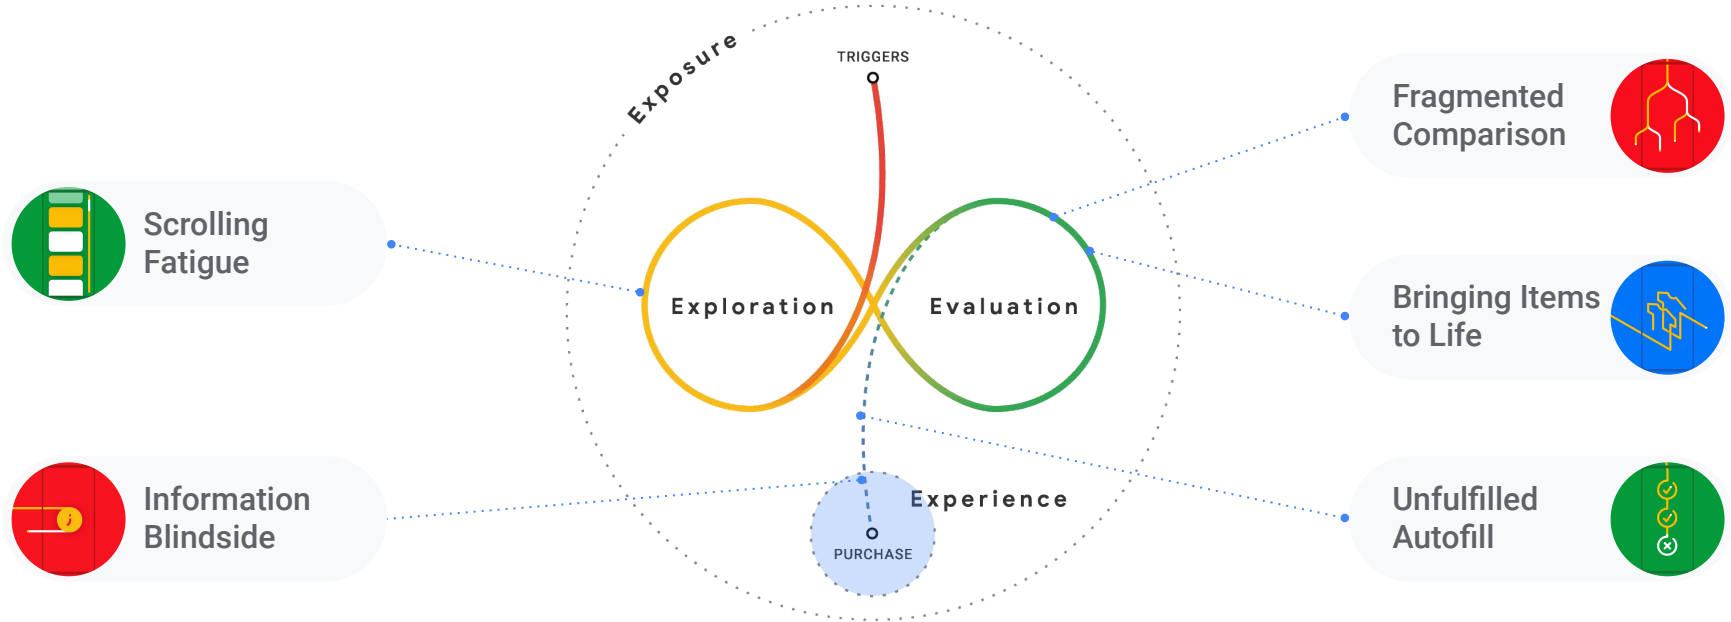 Exposure
TRIGGERS
Fragmented
Comparison
Scrolling
Fatigue
Exploration
Evaluation
Bringing Items
to Life
Information
Blindside
Experience
PURCHASE
Unfulfilled
Autofill